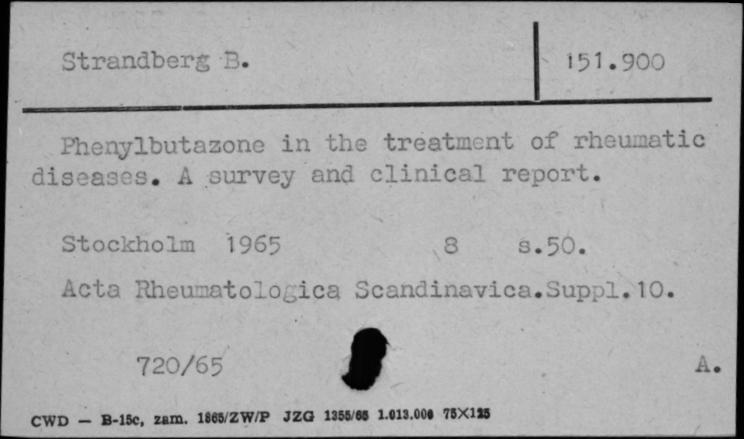 Strandberg B. 151.900
Phenylbutazone in the treatment of rheumatic
diseases. A survey and clinical report.
Stockholm 1965 8 s.50.
Acta Rheumatologica Scandinavica.Suppl.10.
720/65 A.
CWD — B-15c, zam. 1865/ZW/P JZG 1355/65 1.013.000 75X125